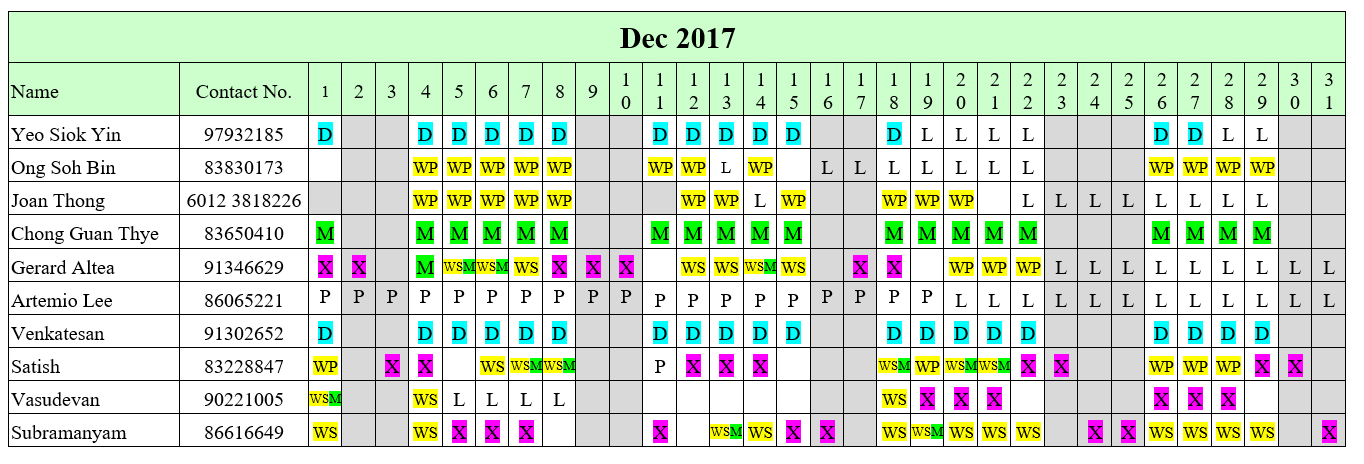 Dec 2017
Name Contact No. 1 2 3 4 5 6 7 8 9 10 11 12 13 14 15 16 17 18 19 20 21 22 23 24 25 26 27 28 29 30 31
Yeo Siok Yin 97932185 D D D D D D D D D D D D L L L L D D L L
Ong Soh Bin 83830173 WP WP WP WP WP WP WP L WP L L L L L L L WP WP WP WP
Joan Thong 6012 3818226 WP WP WP WP WP WP WP L WP WP WP WP L L L L L L L L
Chong Guan Thye 83650410 M M M M M M M M M M M M M M M M M M M M
Gerard Altea 91346629 X X M WSM WSM WS X X X WS WS WSM WS X X WP WP WP L L L L L L L L L
Artemio Lee 86065221 P P P P P P P P P P P P P P P P P P P L L L L L L L L L L L L
Venkatesan 91302652 D D D D D D D D D D D D D D D D D D D D
Satish 83228847 WP X X WS WSM WSM P X X X WSM WP WSM WSM X X WP WP WP X X
Vasudevan 90221005 WSM WS L L L L WS X X X X X X
Subramanyam 86616649 WS WS X X X X WSM WS X X WS WSM WS WS WS X X WS WS WS WS X